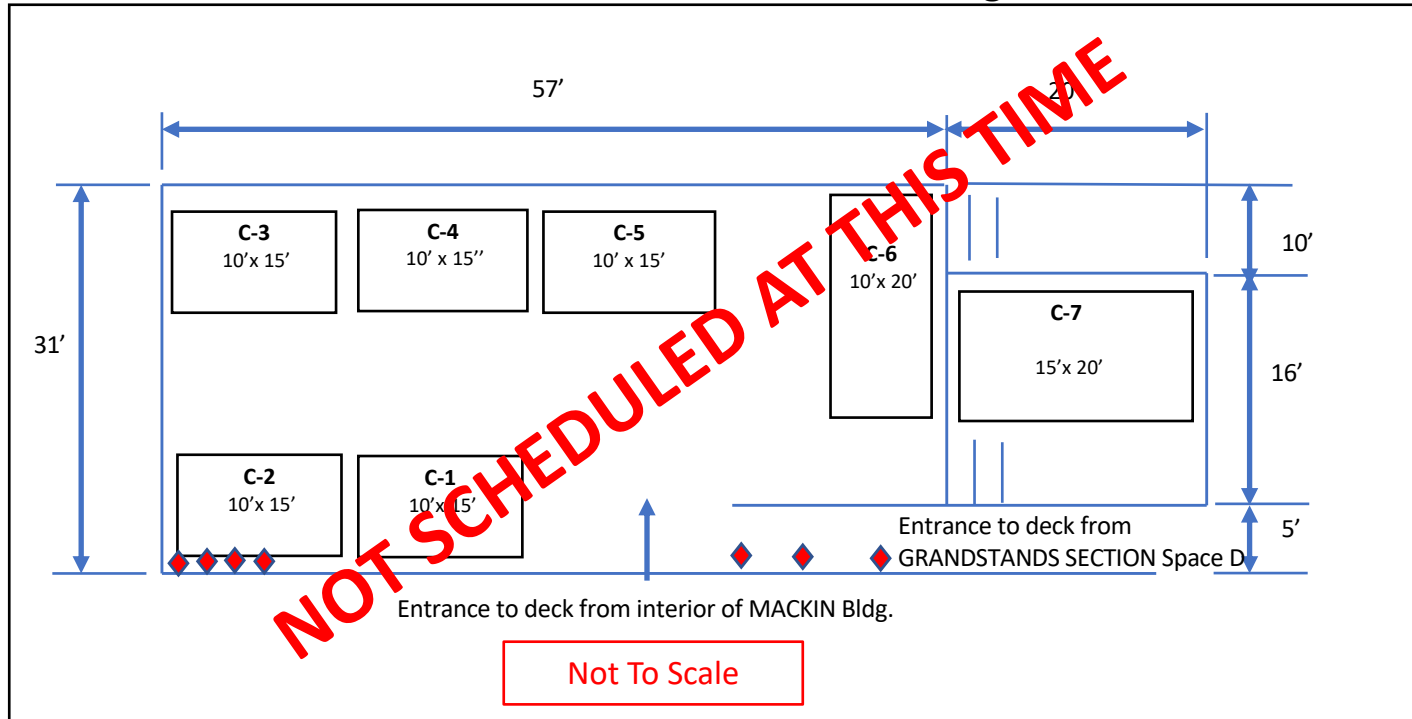 57’
20
C-3
10’x 15’
C-4
10’ x 15’’
C-5
10’ x 15’
C-6
10’x 20’
10’
C-7
15’x 20’
31’
16’
C-2
10’x 15’
C-1
10’x 15’
Entrance to deck from
GRANDSTANDS SECTION Space D
5’
Entrance to deck from interior of MACKIN Bldg.
NOT SCHEDULED AT THIS TIME
Not To Scale